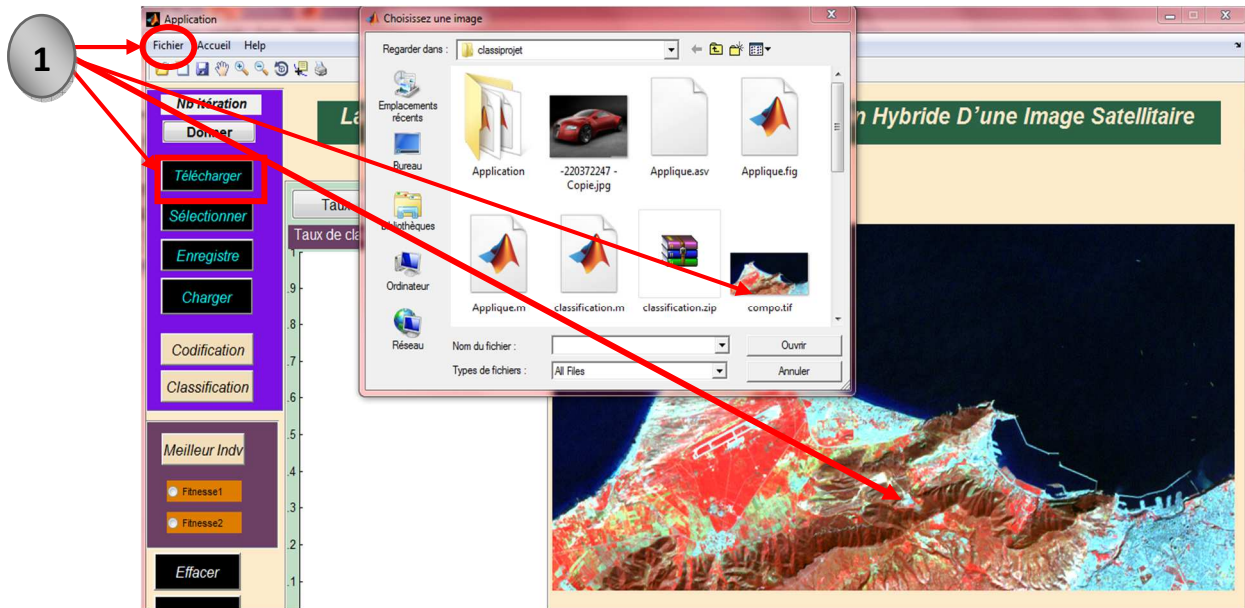 1
Application
Fichier Accueil Help
Nb itération
Donner
Télécharger
Sélectionner
Enregistre
Charger
Codification
Classification
Meilleur Indv
Fitnesse1
Fitnesse2
Effacer
La
n Hybride D'une Image Satellitaire
Taux
Taux de cla
.9
.8
.7
.6
.5
.4
.3
.2
.1
Choisissez une image
Regarder dans : classiprojet
Emplacements récents
Bureau
Bibliothèques
Ordinateur
Réseau
Application
-220372247 - Copie.jpg
Applique.asv
Applique.fig
Applique.m
classification.m
classification.zip
compo.tif
Nom du fichier :
Ouvrir
Types de fichiers : All Files
Annuler